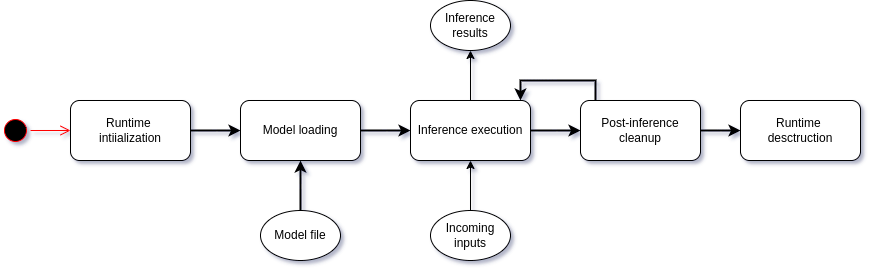 Inference
results
Runtime
intiialization
Model loading
Inference execution
Post-inference
cleanup
Runtime
desctruction
Model file
Incoming
inputs